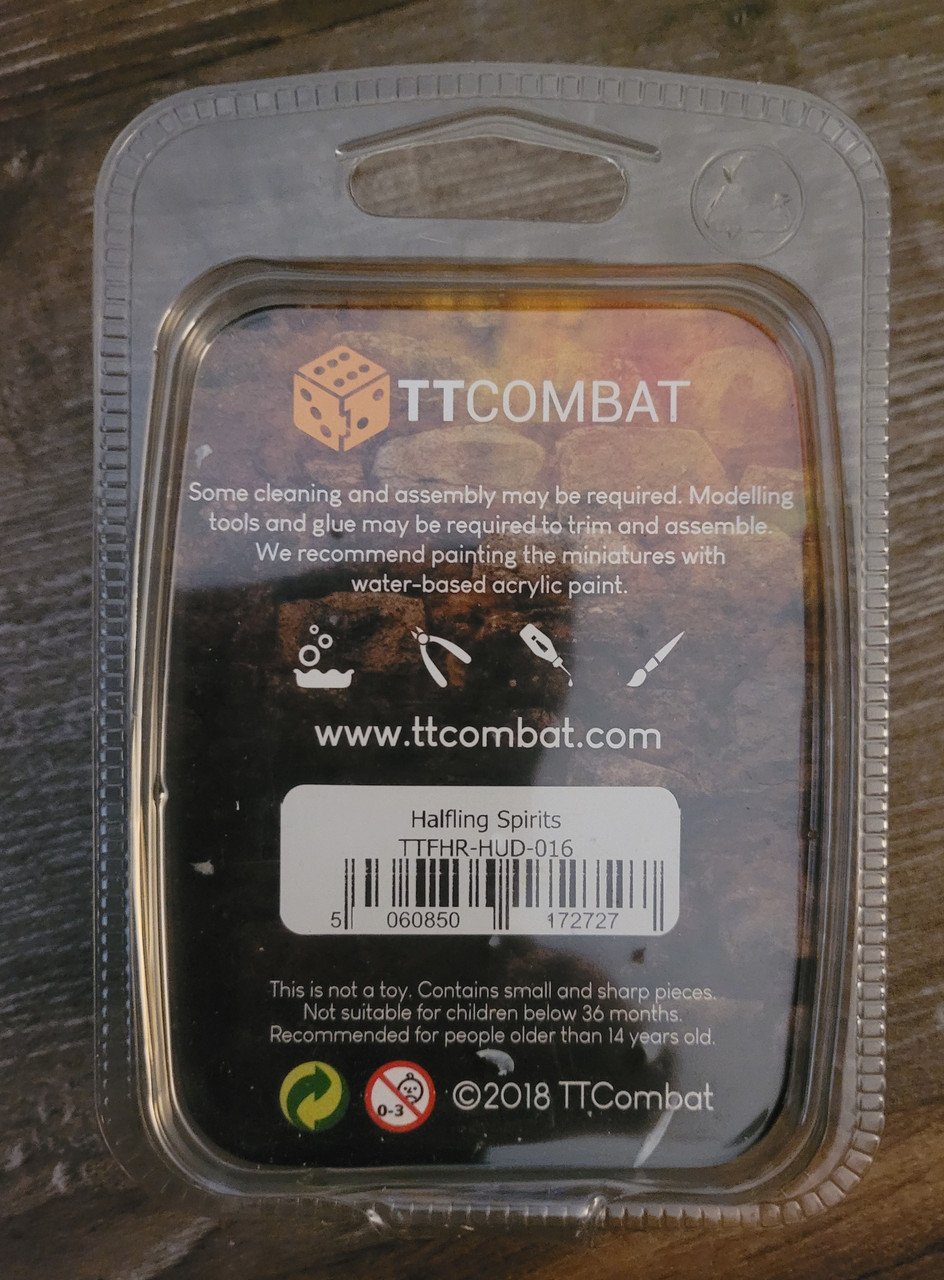 TTCOMBAT
Some cleaning and assembly may be required. Modelling
tools and glue may be required to trim and assemble.
We recommend painting the miniatures with
water-based acrylic paint.
www.ttcombat.com
Halfling Spirits
TTFHR-HUD-016
5 060850 172727
This is not a toy. Contains small and sharp pieces.
Not suitable for children below 36 months.
Recommended for people older than 14 years old.
0-3 ©2018 TTCombat